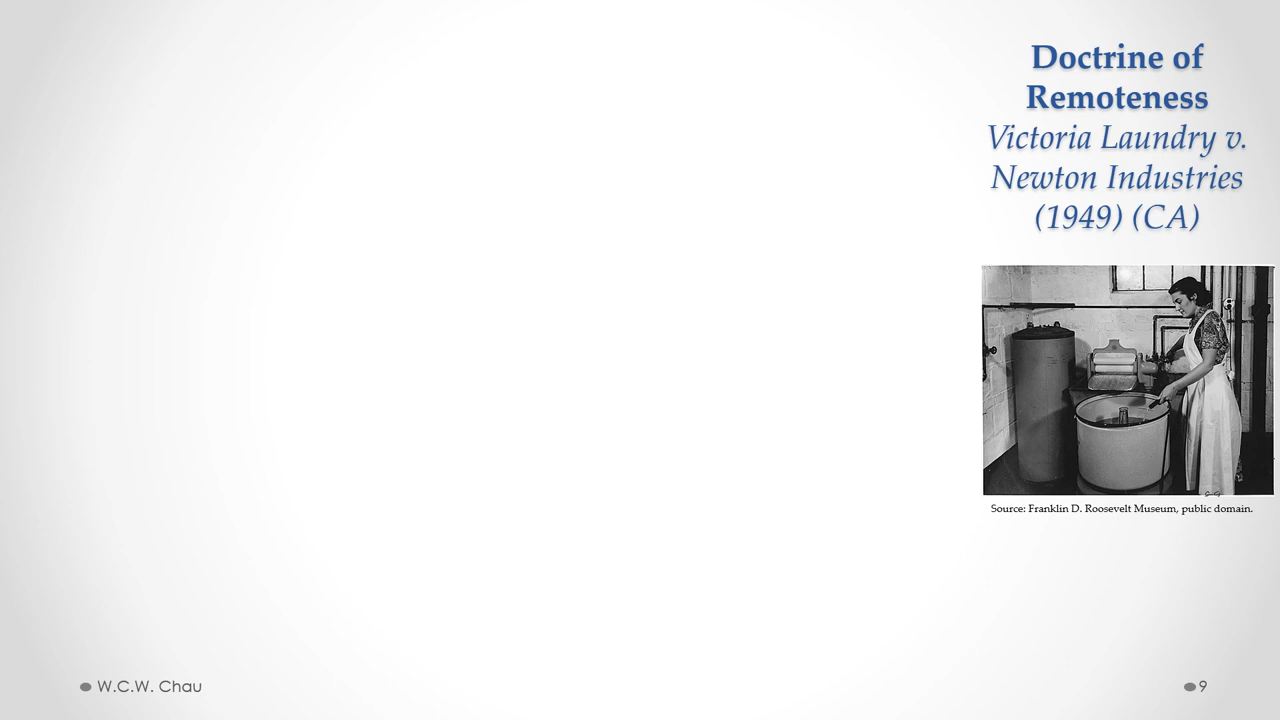 Doctrine of
Remoteness
Victoria Laundry v.
Newton Industries
(1949) (CA)
Source: Franklin D. Roosevelt Museum, public domain.
W.C.W. Chau
9